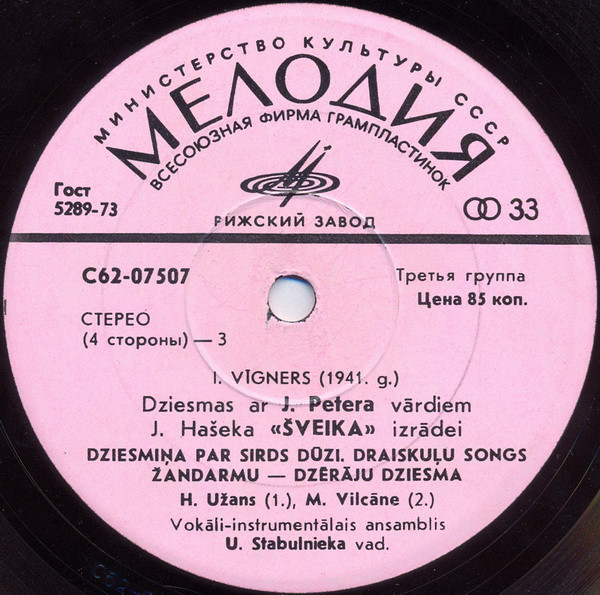 МИНИСТЕРСТВО КУЛЬТУРЫ СССР
МЕЛОДИЯ
ВСЕСОЮЗНАЯ ФИРМА ГРАМПЛАСТИНОК
Гост
5289-73
РИЖСКИЙ ЗАВОД
33
С62-07507
Третья группа
Цена 85 коп.
СТЕРЕО
(4 стороны) — 3
I. VĪGNERS (1941. g.)
Dziesmas ar J. Petera vārdiem
J. Hašeka «ŠVEIKA» izrādei
DZIESMIŅA PAR SIRDS DŪZI. DRAISKUĻU SONGS
ŽANDARMU — DZĒRĀJU DZIESMA
H. Užans (1.), M. Vilcāne (2.)
Vokāli-instrumentālais ansamblis
U. Stabulnieka vad.